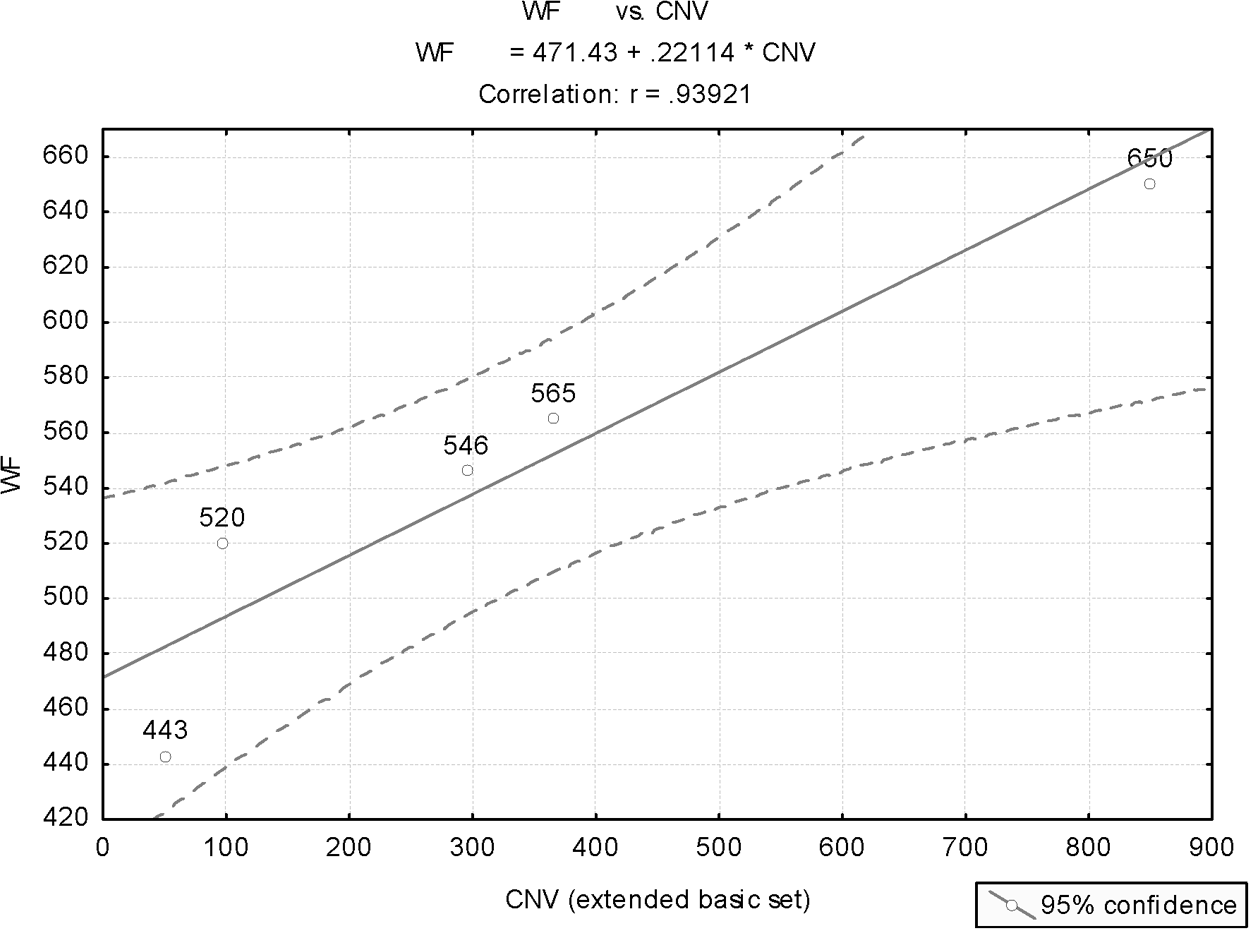 WF vs. CNV
WF = 471.43 + .22114 * CNV
Correlation: r = .93921
660
640
620
600
580
560
540
520
500
480
460
440
420
WF
650
565
546
520
443
0 100 200 300 400 500 600 700 800 900
CNV (extended basic set)
95% confidence